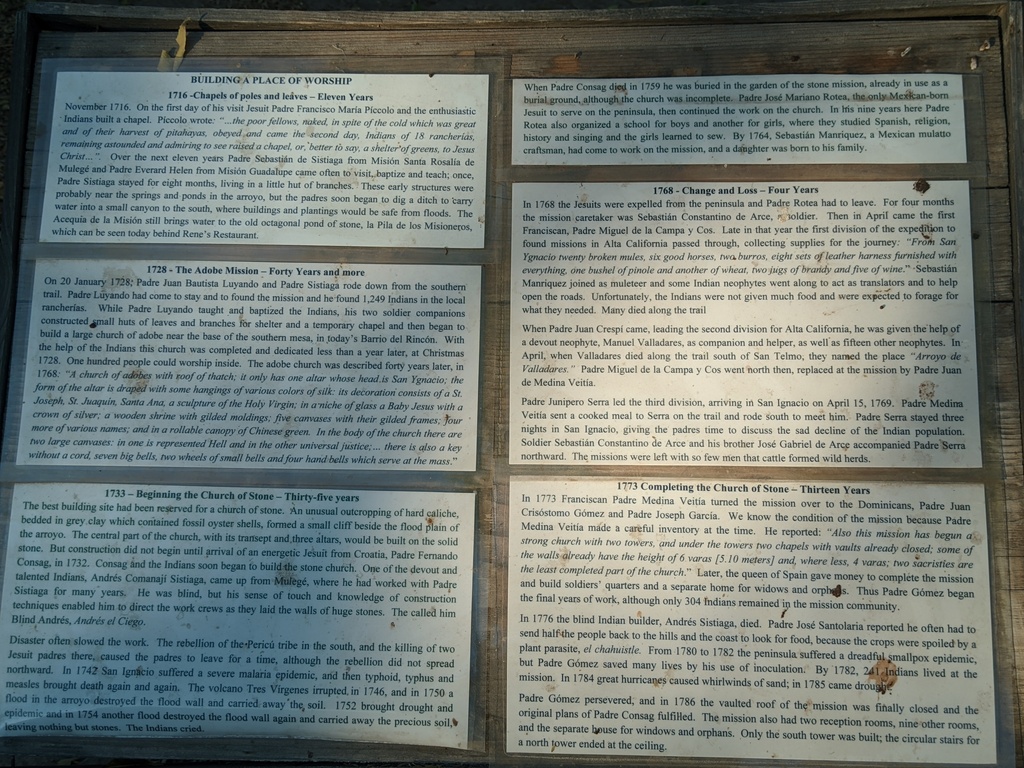 BUILDING A PLACE OF WORSHIP
1716 -Chapels of poles and leaves – Eleven Years
November 1716. On the first day of his visit Jesuit Padre Francisco Maria Piccolo and the enthusiastic
Indians built a chapel. Piccolo wrote: "...the poor fellows, naked, in spite of the cold which was great
and of their harvest of pitahayas, obeyed and came the second day, Indians of 18 rancherias,
remaining astounded and admiring to see raised a chapel, or, better to say, a shelter of greens, to Jesus
Christ...". Over the next eleven years Padre Sebastián de Sistiaga from Misión Santa Rosalia de
Mulegé and Padre Everard Helen from Misión Guadalupe came often to visit, baptize and teach; once,
Padre Sistiaga stayed for eight months, living in a little hut of branches. These early structures were
probably near the springs and ponds in the arroyo, but the padres soon began to dig a ditch to carry
water into a small canyon to the south, where buildings and plantings would be safe from floods. The
Acequia de la Misión still brings water to the old octagonal pond of stone, la Pila de los Misioneros,
which can be seen today behind Rene's Restaurant.
1728 - The Adobe Mission – Forty Years and more
On 20 January 1728, Padre Juan Bautista Luyando and Padre Sistiaga rode down from the southern
trail. Padre Luyando had come to stay and to found the mission and he found 1,249 Indians in the local
rancherías. While Padre Luyando taught and baptized the Indians, his two soldier companions
constructed small huts of leaves and branches for shelter and a temporary chapel and then began to
build a large church of adobe near the base of the southern mesa, in today's Barrio del Rincón. With
the help of the Indians this church was completed and dedicated less than a year later, at Christmas
1728. One hundred people could worship inside. The adobe church was described forty years later, in
1768: "A church of adobes with roof of thatch; it only has one altar whose head is San Ygnacio; the
form of the altar is draped with some hangings of various colors of silk: its decoration consists of a St.
Joseph, St. Juaquin, Santa Ana, a sculpture of the Holy Virgin; in a niche of glass a Baby Jesus with a
crown of silver; a wooden shrine with gilded moldings; five canvases with their gilded frames; four
more of various names; and in a rollable canopy of Chinese green. In the body of the church there are
two large canvases: in one is represented Hell and in the other universal justice;... there is also a key
without a cord, seven big bells, two wheels of small bells and four hand bells which serve at the mass."
1733 – Beginning the Church of Stone – Thirty-five years
The best building site had been reserved for a church of stone. An unusual outcropping of hard caliche,
bedded in grey clay which contained fossil oyster shells, formed a small cliff beside the flood plain of
the arroyo. The central part of the church, with its transept and three altars, would be built on the solid
stone. But construction did not begin until arrival of an energetic Jesuit from Croatia, Padre Fernando
Consag, in 1732. Consag and the Indians soon began to build the stone church. One of the devout and
talented Indians, Andrés Comanají Sistiaga, came up from Mulegé, where he had worked with Padre
Sistiaga for many years. He was blind, but his sense of touch and knowledge of construction
techniques enabled him to direct the work crews as they laid the walls of huge stones. The called him
Blind Andrés, Andrés el Ciego.
Disaster often slowed the work. The rebellion of the Pericú tribe in the south, and the killing of two
Jesuit padres there, caused the padres to leave for a time, although the rebellion did not spread
northward. In 1742 San Ignacio suffered a severe malaria epidemic, and then typhoid, typhus and
measles brought death again and again. The volcano Tres Virgenes irrupted in 1746, and in 1750 a
flood in the arroyo destroyed the flood wall and carried away the soil. 1752 brought drought and
epidemic and in 1754 another flood destroyed the flood wall again and carried away the precious soil,
leaving nothing but stones. The Indians cried.
When Padre Consag died in 1759 he was buried in the garden of the stone mission, already in use as a
burial ground, although the church was incomplete. Padre José Mariano Rotea, the only Mexican-born
Jesuit to serve on the peninsula, then continued the work on the church. In his nine years here Padre
Rotea also organized a school for boys and another for girls, where they studied Spanish, religion,
history and singing and the girls learned to sew. By 1764, Sebastián Manriquez, a Mexican mulatto
craftsman, had come to work on the mission, and a daughter was born to his family.
1768 - Change and Loss – Four Years
In 1768 the Jesuits were expelled from the peninsula and Padre Rotea had to leave. For four months
the mission caretaker was Sebastián Constantino de Arce, soldier. Then in April came the first
Franciscan, Padre Miguel de la Campa y Cos. Late in that year the first division of the expedition to
found missions in Alta California passed through, collecting supplies for the journey: "From San
Ygnacio twenty broken mules, six good horses, two burros, eight sets of leather harness furnished with
everything, one bushel of pinole and another of wheat, two jugs of brandy and five of wine." Sebastián
Manriquez joined as muleteer and some Indian neophytes went along to act as translators and to help
open the roads. Unfortunately, the Indians were not given much food and were expected to forage for
what they needed. Many died along the trail
When Padre Juan Crespí came, leading the second division for Alta California, he was given the help of
a devout neophyte, Manuel Valladares, as companion and helper, as well as fifteen other neophytes. In
April, when Valladares died along the trail south of San Telmo, they named the place "Arroyo de
Valladares." Padre Miguel de la Campa y Cos went north then, replaced at the mission by Padre Juan
de Medina Veitía.
Padre Junipero Serra led the third division, arriving in San Ignacio on April 15, 1769. Padre Medina
Veitía sent a cooked meal to Serra on the trail and rode south to meet him. Padre Serra stayed three
nights in San Ignacio, giving the padres time to discuss the sad decline of the Indian population.
Soldier Sebastián Constantino de Arce and his brother José Gabriel de Arce accompanied Padre Serra
northward. The missions were left with so few men that cattle formed wild herds.
1773 Completing the Church of Stone – Thirteen Years
In 1773 Franciscan Padre Medina Veitía turned the mission over to the Dominicans, Padre Juan
Crisóstomo Gómez and Padre Joseph García. We know the condition of the mission because Padre
Medina Veitía made a careful inventory at the time. He reported: "Also this mission has begun a
strong church with two towers, and under the towers two chapels with vaults already closed; some of
the walls already have the height of 6 varas [5.10 meters] and, where less, 4 varas; two sacristies are
the least completed part of the church." Later, the queen of Spain gave money to complete the mission
and build soldiers' quarters and a separate home for widows and orphans. Thus Padre Gómez began
the final years of work, although only 304 Indians remained in the mission community.
In 1776 the blind Indian builder, Andrés Sistiaga, died. Padre José Santolaria reported he often had to
send half the people back to the hills and the coast to look for food, because the crops were spoiled by
a plant parasite, el chahuistle. From 1780 to 1782 the peninsula suffered a dreadful smallpox epidemic,
but Padre Gómez saved many lives by his use of inoculation. By 1782, 241 Indians lived at the
mission. In 1784 great hurricanes caused whirlwinds of sand; in 1785 came drought.
Padre Gómez persevered, and in 1786 the vaulted roof of the mission was finally closed and the
original plans of Padre Consag fulfilled. The mission also had two reception rooms, nine other rooms,
and the separate house for windows and orphans. Only the south tower was built; the circular stairs for
a north tower ended at the ceiling.